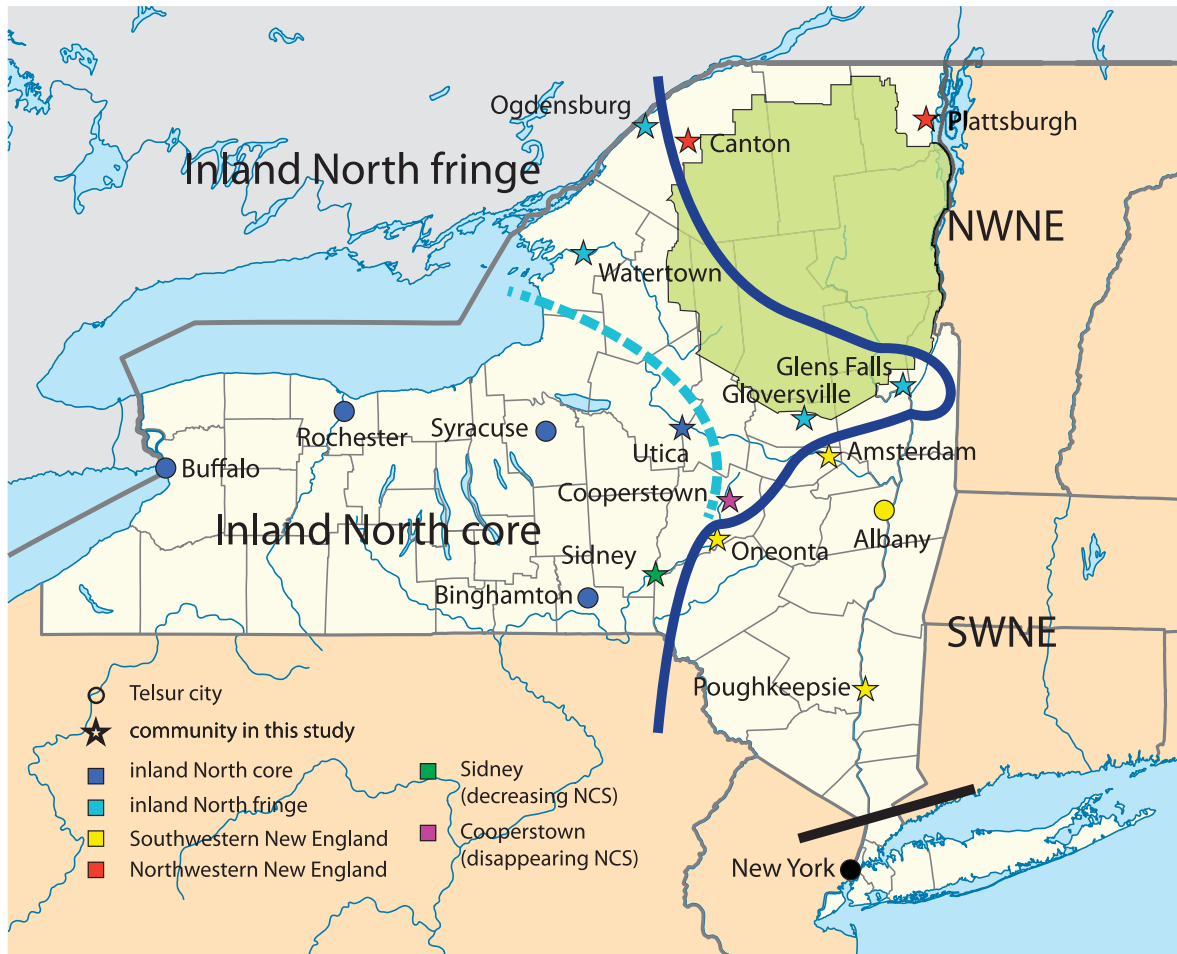 Ogdensburg
Plattsburgh
Canton
Inland North fringe
NWNE
Watertown
Glens Falls
Gloversville
Rochester
Syracuse
Utica
Amsterdam
Buffalo
Cooperstown
Inland North core
Oneonta
Albany
Sidney
Binghamton
SWNE
Poughkeepsie
Telsur city
community in this study
inland North core
inland North fringe
Southwestern New England
Northwestern New England
Sidney
(decreasing NCS)
Cooperstown
(disappearing NCS)
New York